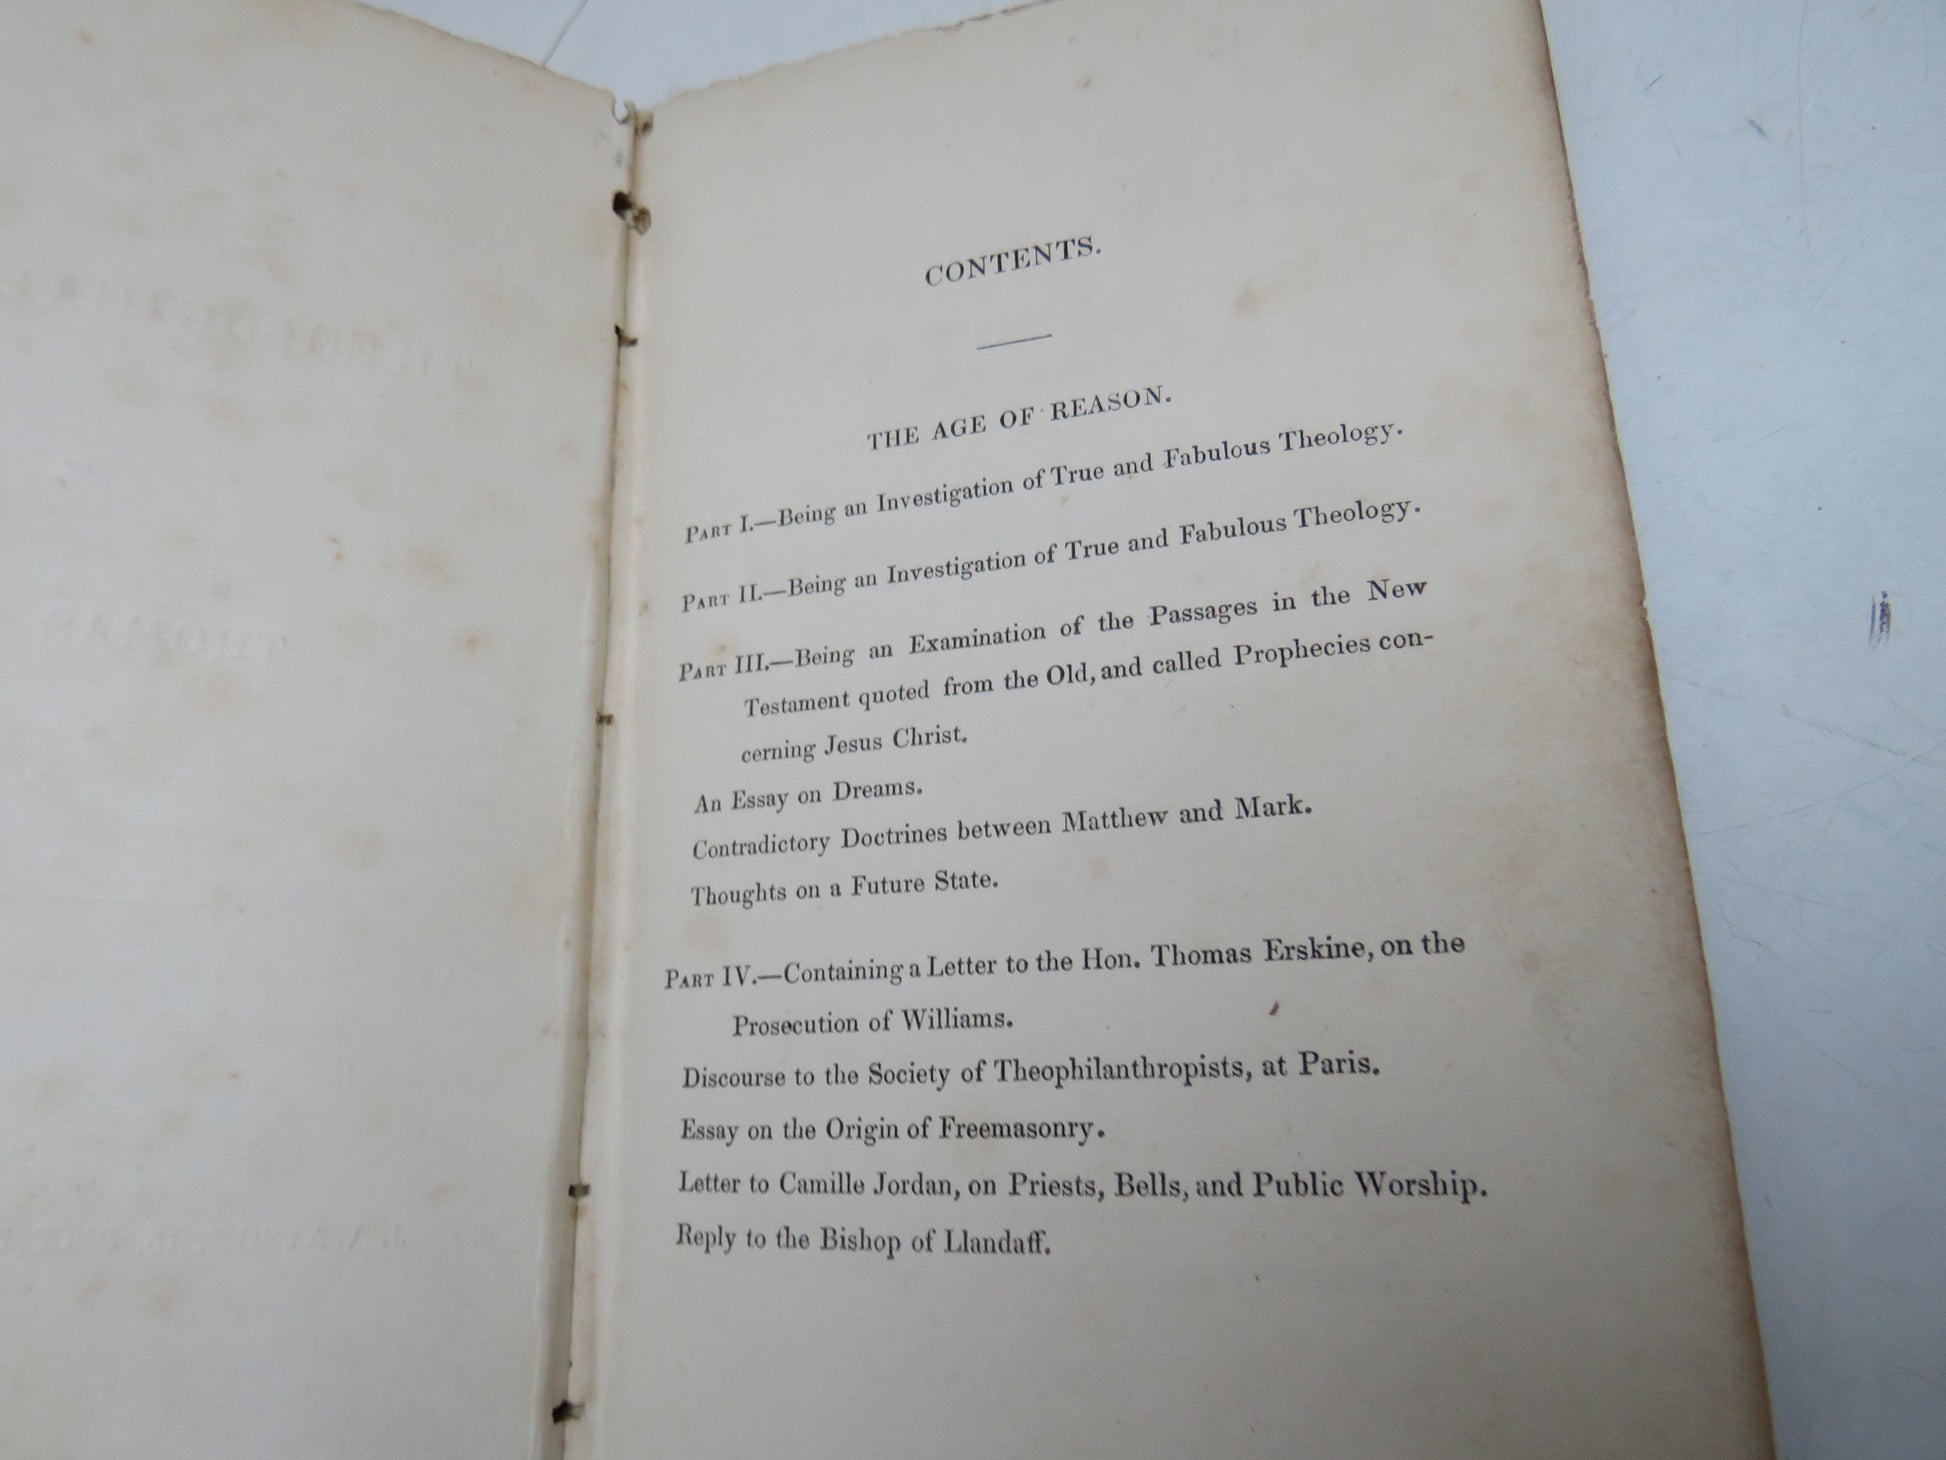 CONTENTS.
THE AGE OF REASON.
PART I.—Being an Investigation of True and Fabulous Theology.
PART II.—Being an Investigation of True and Fabulous Theology.
PART III.—Being an Examination of the Passages in the New
Testament quoted from the Old, and called Prophecies con-
cerning Jesus Christ.
An Essay on Dreams.
Contradictory Doctrines between Matthew and Mark.
Thoughts on a Future State.
PART IV.—Containing a Letter to the Hon. Thomas Erskine, on the
Prosecution of Williams.
Discourse to the Society of Theophilanthropists, at Paris.
Essay on the Origin of Freemasonry.
Letter to Camille Jordan, on Priests, Bells, and Public Worship.
Reply to the Bishop of Llandaff.